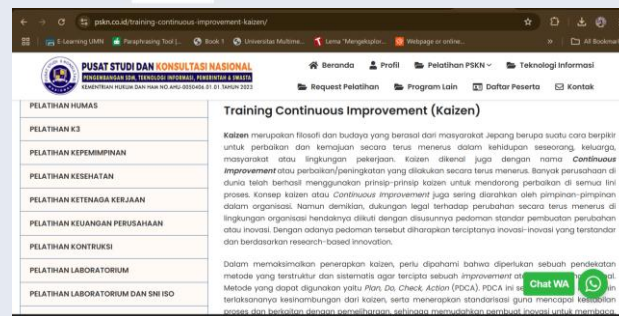 pskn.co.id/training-continuous-improvement-kaizen/
E-Learning UMN
Paraphrasing Tool |...
Book 1
Universitas Multime...
Lema "Mengeksplor...
Webpage or online...
All Bookmar
PUSAT STUDI DAN KONSULTASI NASIONAL
PENGEMBANGAN SDM, TEKNOLOGI INFORMASI, PEMERINTAH & SWASTA
KEMENTRIAN HUKUM DAN HAM NO AHU-0050406.01.01.TAHUN 2022
Beranda
Profil
Pelatihan PSKN
Teknologi Informasi
Request Pelatihan
Program Lain
Daftar Peserta
Kontak
PELATIHAN HUMAS
PELATIHAN K3
PELATIHAN KEPEMIMPINAN
PELATIHAN KESEHATAN
PELATIHAN KETENAGA KERJAAN
PELATIHAN KEUANGAN PERUSAHAAN
PELATIHAN KONTRUKSI
PELATIHAN LABORATORIUM
PELATIHAN LABORATORIUM DAN SNI ISO
Training Continuous Improvement (Kaizen)
Kaizen merupakan filosofi dan budaya yang berasal dari masyarakat Jepang berupa suatu cara berpikir
untuk perbaikan dan kemajuan secara terus menerus dalam kehidupan seseorang, keluarga,
masyarakat atau lingkungan pekerjaan. Kaizen dikenal juga dengan nama Continuous
Improvement atau perbaikan/peningkatan yang dilakukan secara terus menerus. Banyak perusahaan di
dunia telah berhasil menggunakan prinsip-prinsip kaizen untuk mendorong perbaikan di semua lini
proses. Konsep kaizen atau Continuous Improvement juga sering diarahkan oleh pimpinan-pimpinan
dalam organisasi. Namun demikian, dukungan legal terhadap perubahan secara terus menerus di
lingkungan organisasi hendaknya diikuti dengan disusunnya pedoman standar pembuatan perubahan
atau inovasi. Dengan adanya pedoman tersebut diharapkan terciptanya inovasi-inovasi yang terstandar
dan berdasarkan research-based innovation.
Dalam memaksimalkan penerapan kaizen, perlu dipahami bahwa diperlukan sebuah pendekatan
metode yang terstruktur dan sistematis agar tercipta sebuah improvement
Metode yang dapat digunakan yaitu Plan, Do, Check, Action (PDCA). PDCA ini
terlaksananya kesinambungan dari kaizen, serta menerapkan standarisasi guna mencapai kestabilan
proses dan berkaitan dengan pemeliharaan, sehingga memudahkan pembuat inovasi untuk membaca,
Chat WA